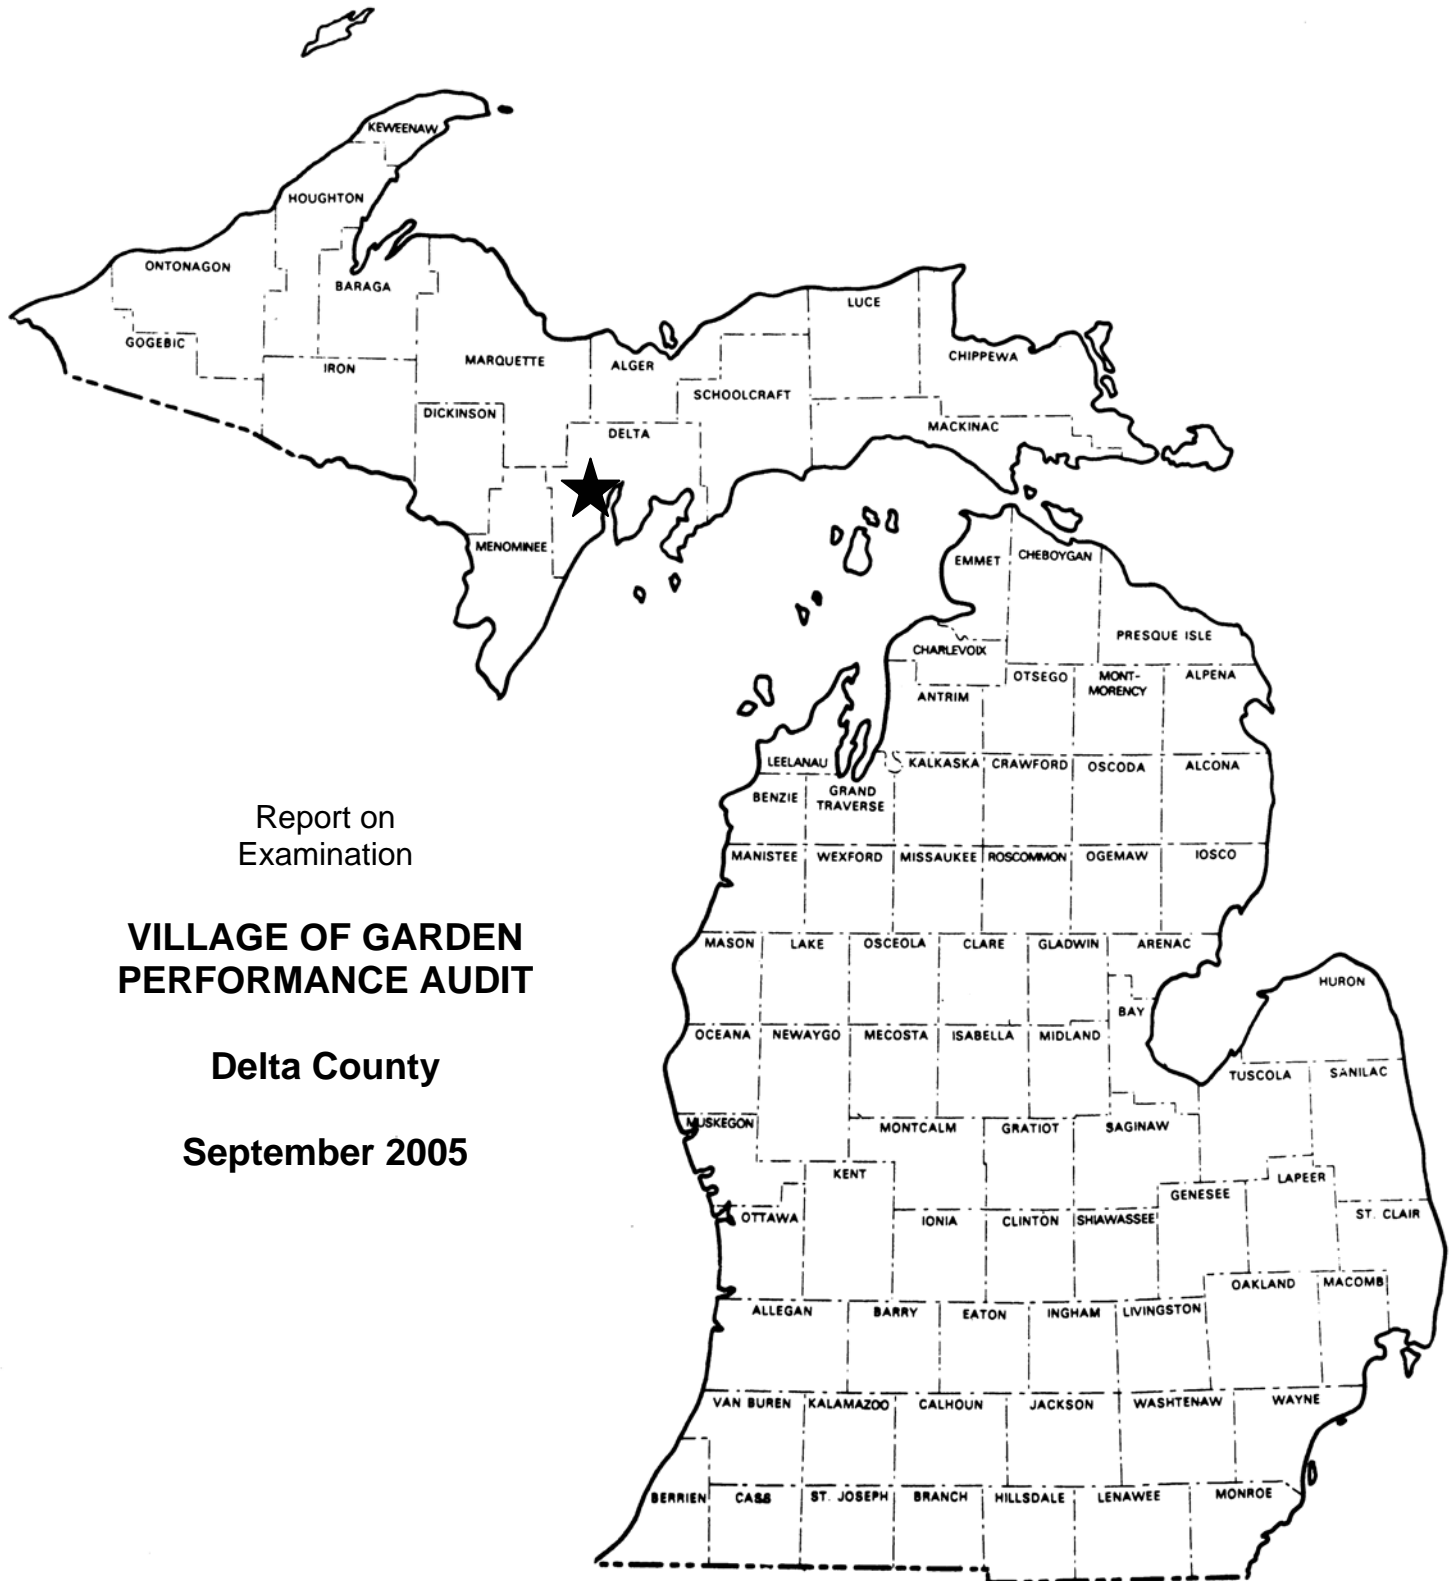 KEWEENAW
HOUGHTON
ONTONAGON
BARAGA
LUCE
GOGEBIC
IRON
MARQUETTE
ALGER
CHIPPEWA
SCHOOLCRAFT
DICKINSON
DELTA
MACKINAC
MENOMINEE
EMMET
CHEBOYGAN
PRESQUE ISLE
CHARLEVOIX
ANTRIM
OTSEGO
MONT-
MORENCY
ALPENA
LEELANAU
KALKASKA
CRAWFORD
OSCODA
ALCONA
BENZIE
GRAND
TRAVERSE
Report on
Examination
MANISTEE
WEXFORD
MISSAUKEE
ROSCOMMON
OGEMAW
IOSCO
VILLAGE OF GARDEN
PERFORMANCE AUDIT
MASON
LAKE
OSCEOLA
CLARE
GLADWIN
ARENAC
HURON
BAY
OCEANA
NEWAYGO
MECOSTA
ISABELLA
MIDLAND
Delta County
TUSCOLA
SANILAC
MUSKEGON
MONTCALM
GRATIOT
SAGINAW
September 2005
KENT
GENESEE
LAPEER
OTTAWA
IONIA
CLINTON
SHIAWASSEE
ST. CLAIR
OAKLAND
MACOMB
ALLEGAN
BARRY
EATON
INGHAM
LIVINGSTON
VAN BUREN
KALAMAZOO
CALHOUN
JACKSON
WASHTENAW
WAYNE
BERRIEN
CASS
ST. JOSEPH
BRANCH
HILLSDALE
LENAWEE
MONROE